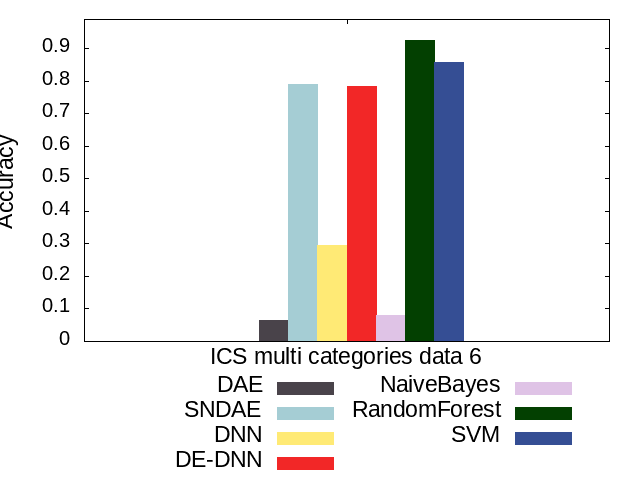 0.9
0.8
0.7
0.6
0.5
0.4
0.3
0.2
0.1
0
Accuracy
ICS multi categories data 6
DAE
SNDAE
DNN
DE-DNN
NaiveBayes
RandomForest
SVM